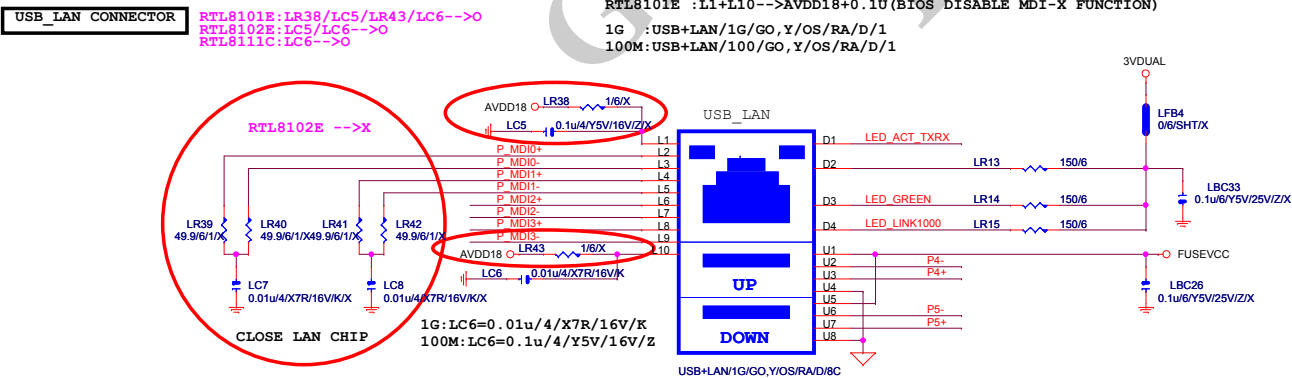 RTL8101E :L1+L10-->AVDD18+0.1U(BIOS DISABLE MDI-X FUNCTION)
USB_LAN CONNECTOR
RTL8101E:LR38/LC5/LR43/LC6-->O
RTL8102E:LC5/LC6-->O
RTL8111C:LC6-->O
1G :USB+LAN/1G/GO,Y/OS/RA/D/1
100M:USB+LAN/100/GO,Y/OS/RA/D/1
3VDUAL
AVDD18
LR38
1/6/X
LC5
0.1u/4/Y5V/16V/Z/X
USB_LAN
LFB4
0/6/SHT/X
RTL8102E -->X
L1
P_MDI0+
L2
P_MDI0-
L3
P_MDI1+
L4
P_MDI1-
L5
P_MDI2+
L6
P_MDI2-
L7
P_MDI3+
L8
P_MDI3-
L9
L10
D1
LED_ACT_TXRX
D2
LR13
150/6
D3
LED_GREEN
LR14
150/6
D4
LED_LINK1000
LR15
150/6
LBC33
0.1u/6/Y5V/25V/Z/X
LR39
49.9/6/1/X
LR40
49.9/6/1/X
LR41
49.9/6/1/X
LR42
49.9/6/1/X
AVDD18
LR43
1/6/X
LC6
0.01u/4/X7R/16V/K
U1
FUSEVCC
U2
P4-
U3
P4+
U4
U5
U6
P5-
U7
P5+
U8
UP
DOWN
LBC26
0.1u/6/Y5V/25V/Z/X
LC7
0.01u/4/X7R/16V/K/X
LC8
0.01u/4/X7R/16V/K/X
CLOSE LAN CHIP
1G:LC6=0.01u/4/X7R/16V/K
100M:LC6=0.1u/4/Y5V/16V/Z
USB+LAN/1G/GO,Y/OS/RA/D/8C